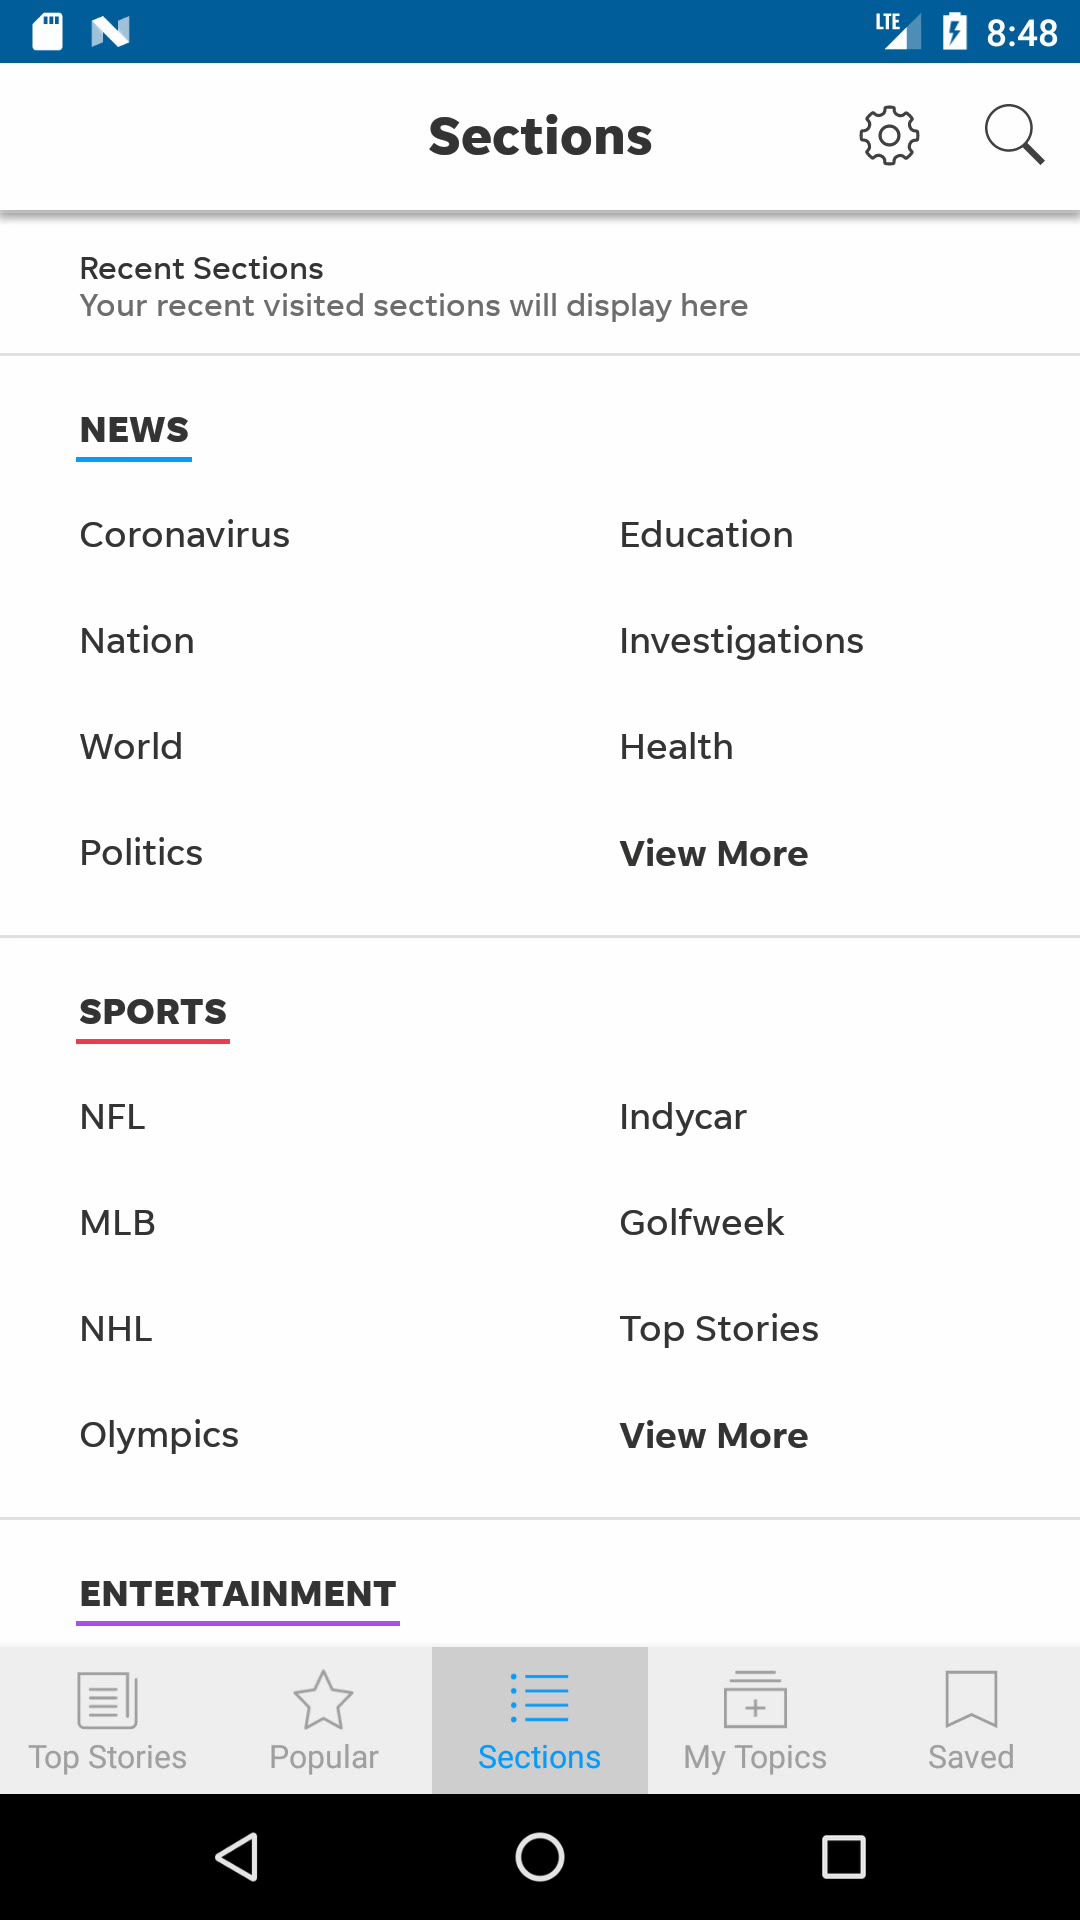 LTE 8:48
Sections
Recent Sections
Your recent visited sections will display here
NEWS
Coronavirus Education
Nation Investigations
World Health
Politics View More
SPORTS
NFL Indycar
MLB Golfweek
NHL Top Stories
Olympics View More
ENTERTAINMENT
Top Stories Popular Sections My Topics Saved